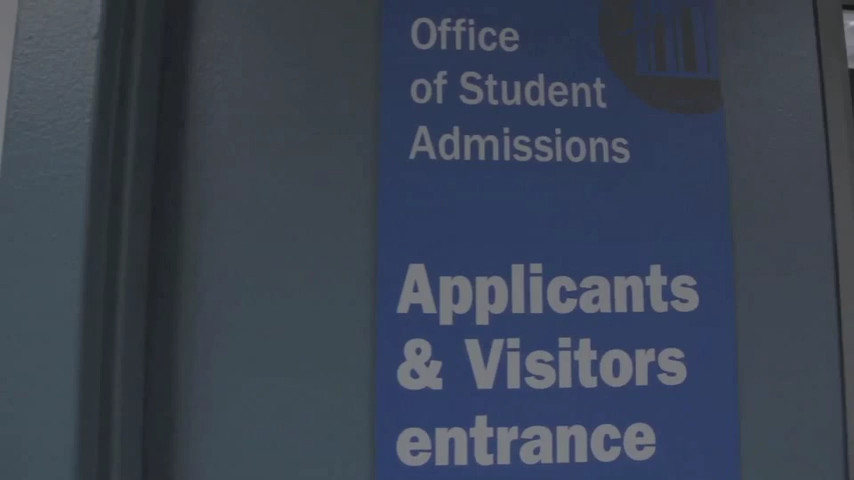 Office
of Student
Admissions
Applicants
& Visitors
entrance